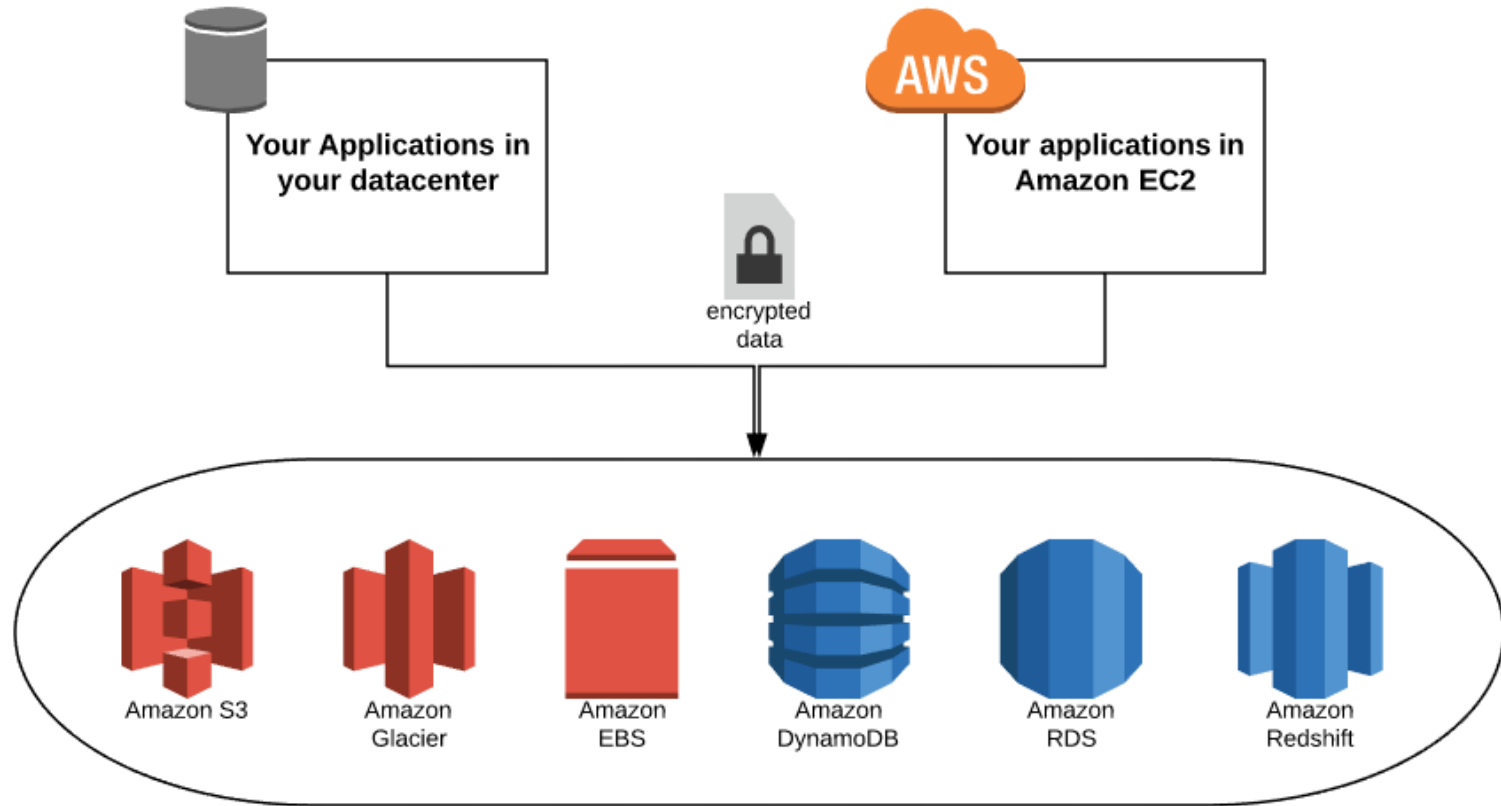 AWS
Your Applications in
your datacenter
Your applications in
Amazon EC2
encrypted
data
Amazon S3
Amazon
Glacier
Amazon
EBS
Amazon
DynamoDB
Amazon
RDS
Amazon
Redshift